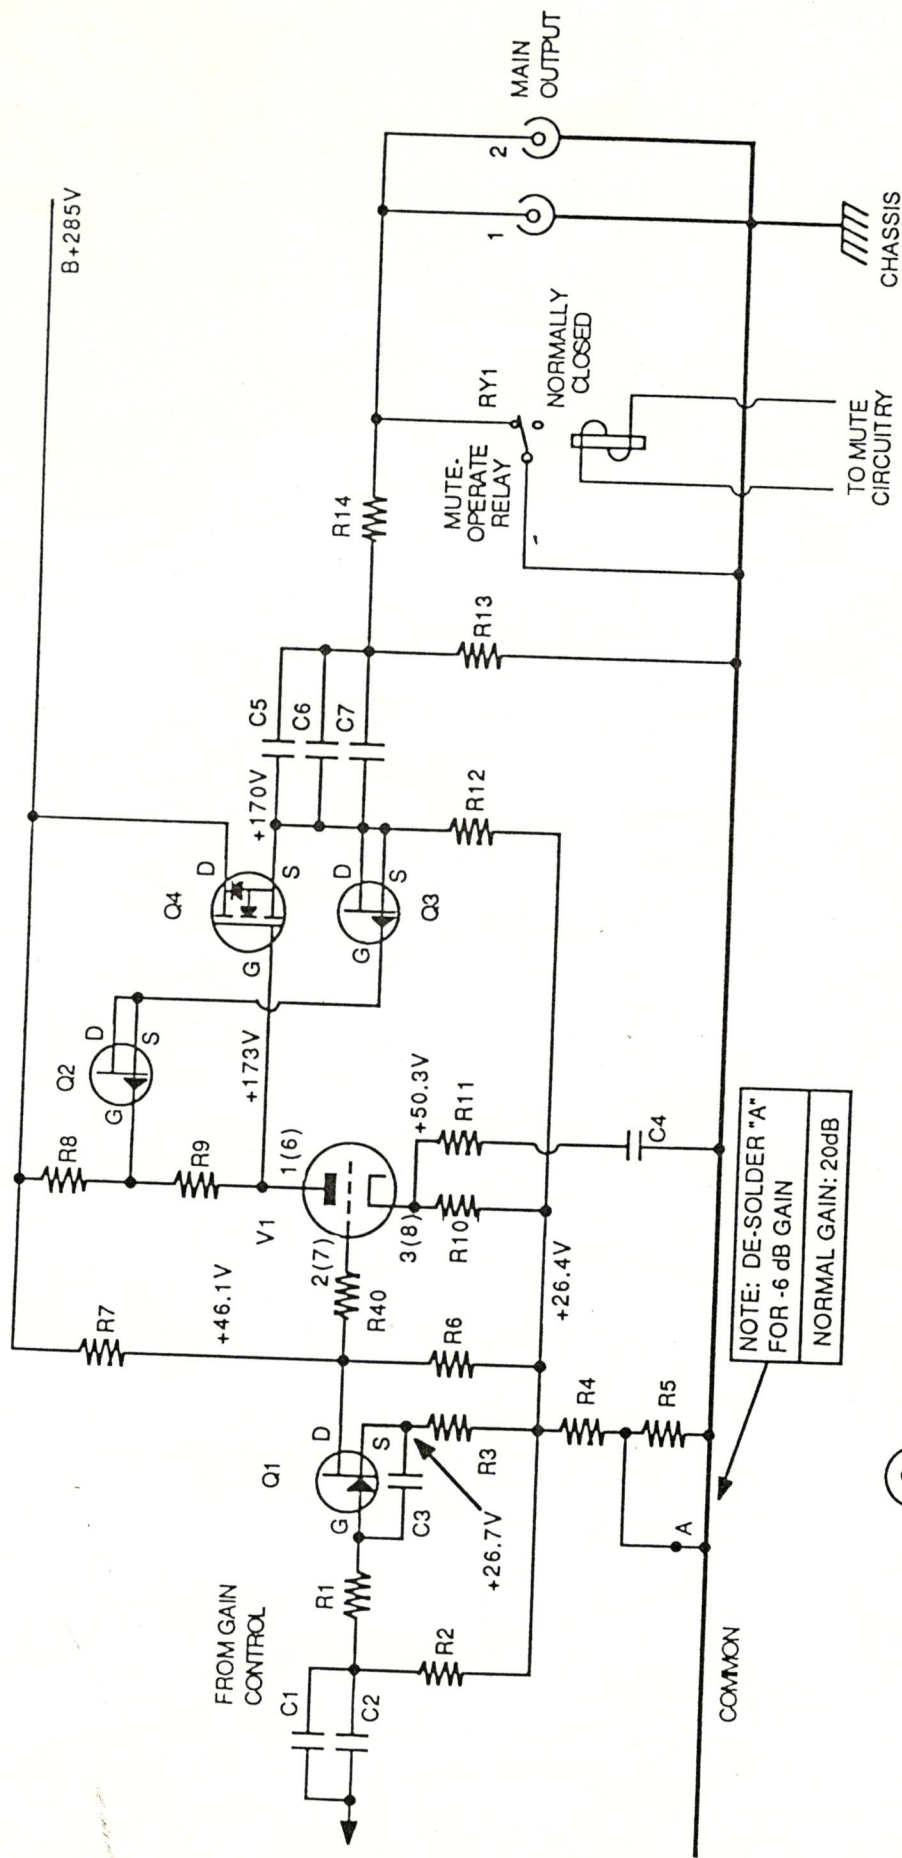 B+285V
R8
Q2
D
G
S
Q4
D
G
S
+173V
+170V
C5
C6
C7
R14
MAIN
OUTPUT
1
2
RY1
NORMALLY
CLOSED
MUTE-
OPERATE
RELAY
TO MUTE
CIRCUITRY
CHASSIS
R13
R12
D
S
G
Q3
R7
R9
+46.1V
V1
1(6)
2(7)
3(8)
R40
+50.3V
R11
R10
C4
+26.4V
R6
FROM GAIN
CONTROL
C1
C2
R1
R2
Q1
D
G
S
C3
R3
+26.7V
R4
R5
A
COMMON
NOTE: DE-SOLDER "A"
FOR -6 dB GAIN
NORMAL GAIN: 20dB